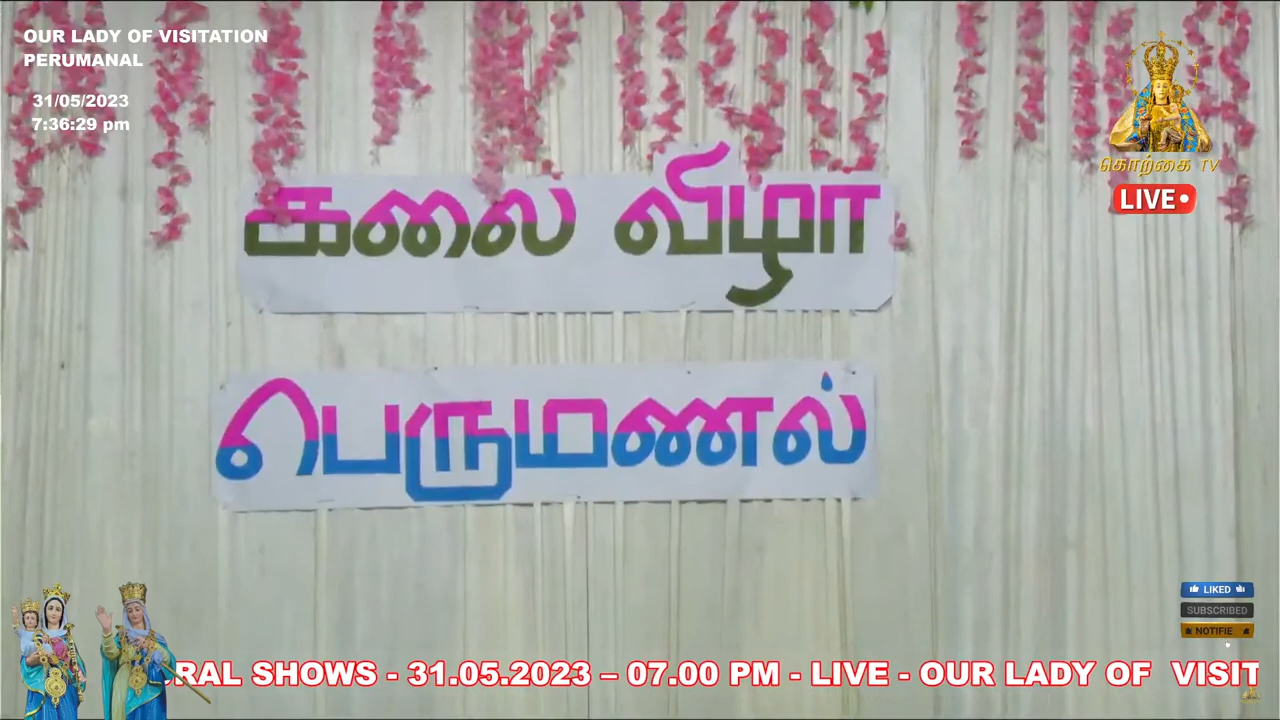 OUR LADY OF VISITATION
PERUMANAL
31/05/2023
7:36:29 pm
கொற்கை TV
LIVE
கலை விழா
பெருமணல்
LIKED
SUBSCRIBED
NOTIFIE
RAL SHOWS - 31.05.2023 – 07.00 PM - LIVE - OUR LADY OF VISIT